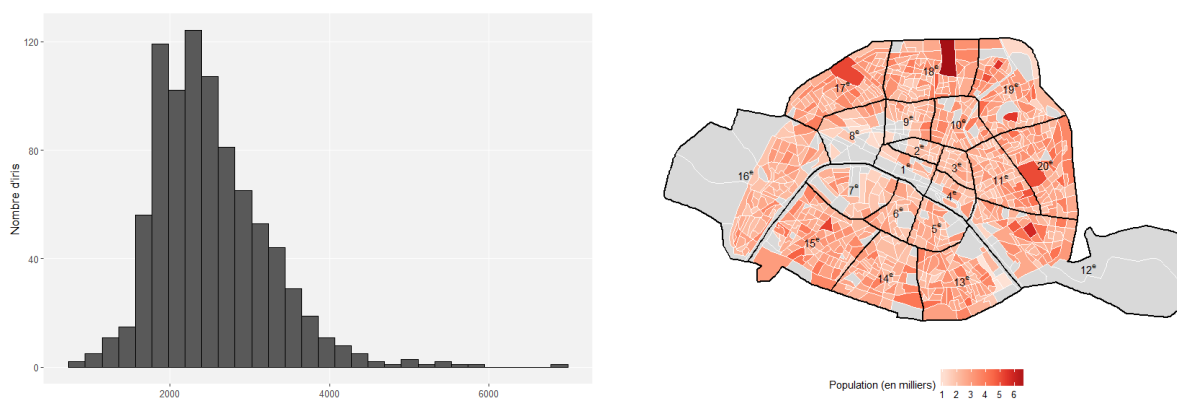 120
80
40
0
Nombre d'iris
2000
4000
6000
18e
17e
19e
9e
10e
8e
2e
3e
1e
16e
20e
11e
7e
4e
6e
5e
15e
12e
14e
13e
Population (en milliers)
1 2 3 4 5 6